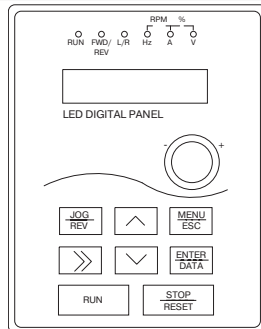 RPM %
RUN FWD/ L/R Hz A V
REV
LED DIGITAL PANEL
- +
JOG MENU
REV ESC
ENTER
DATA
RUN STOP
RESET